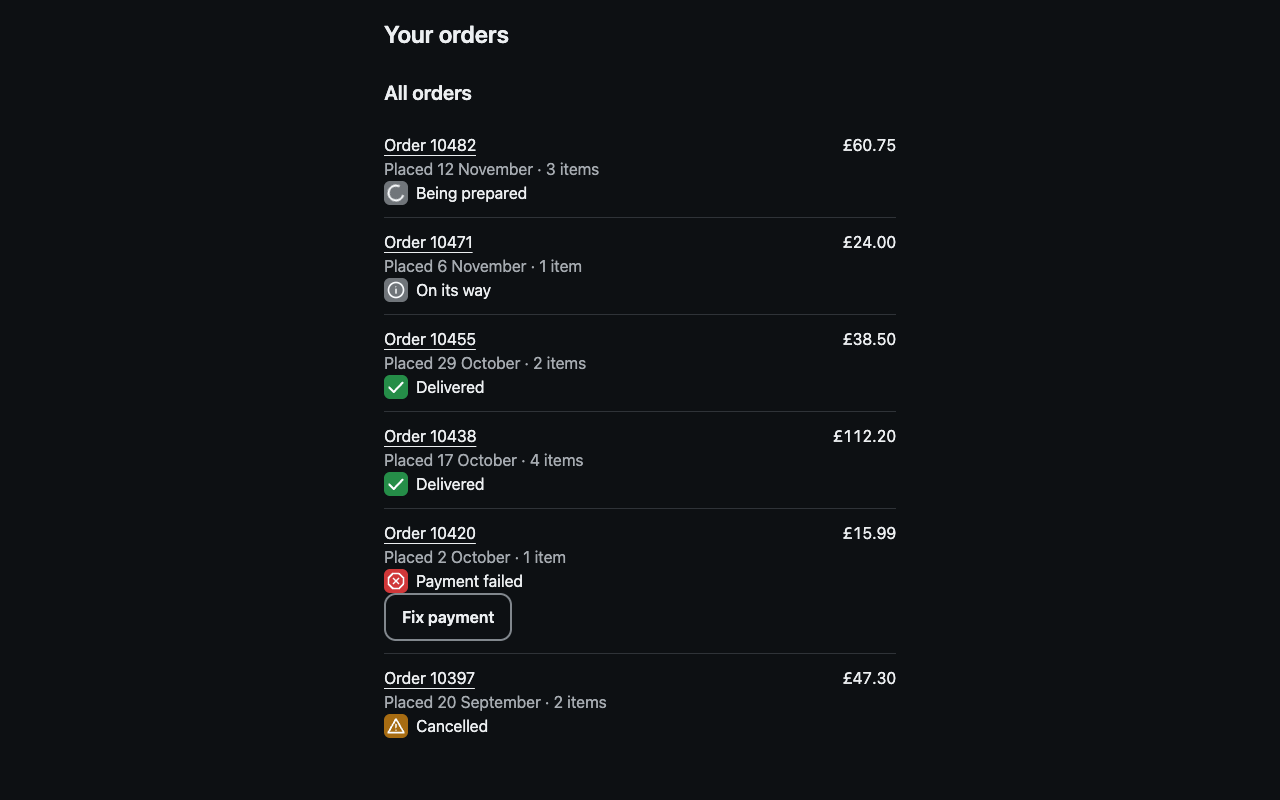 Your orders
All orders
Order 10482 £60.75
Placed 12 November · 3 items
Being prepared
Order 10471 £24.00
Placed 6 November · 1 item
On its way
Order 10455 £38.50
Placed 29 October · 2 items
Delivered
Order 10438 £112.20
Placed 17 October · 4 items
Delivered
Order 10420 £15.99
Placed 2 October · 1 item
Payment failed
Fix payment
Order 10397 £47.30
Placed 20 September · 2 items
Cancelled